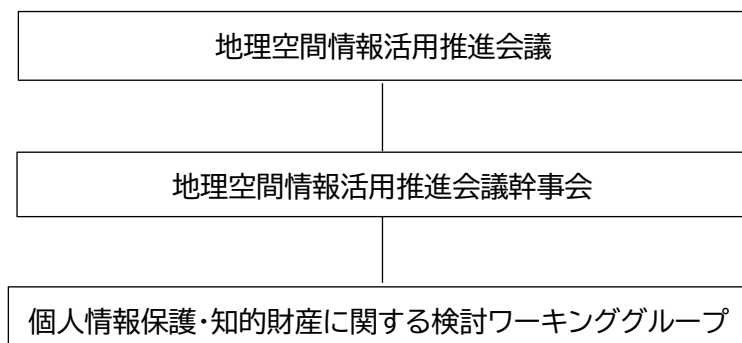 地理空間情報活用推進会議
地理空間情報活用推進会議幹事会
個人情報保護・知的財産に関する検討ワーキンググループ